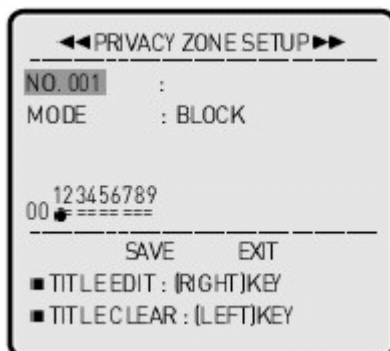 ◀◀PRIVACY ZONE SETUP▶▶
NO. 001 :
MODE : BLOCK
123456789
00 ========
SAVE EXIT
■ TITLE EDIT : (RIGHT)KEY
■ TITLE CLEAR : (LEFT)KEY